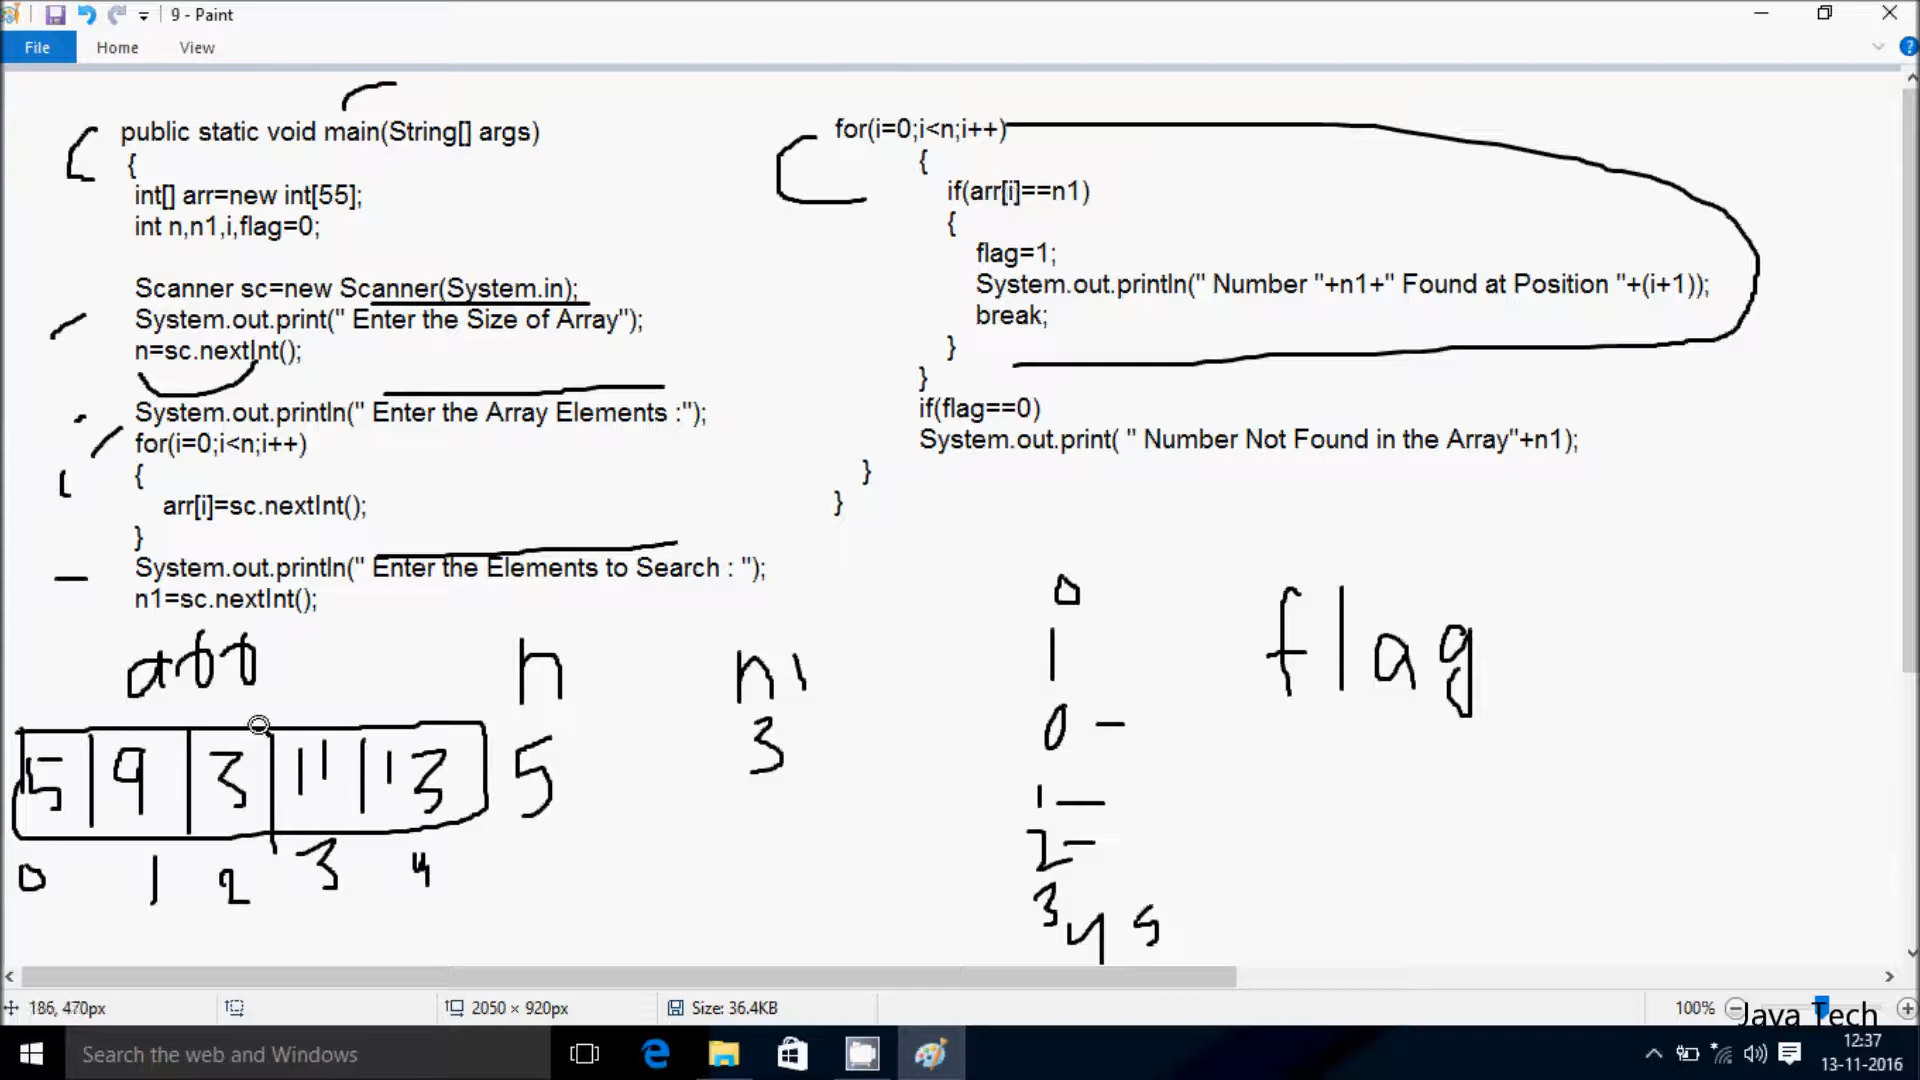 9 - Paint
File Home View
public static void main(String[] args)
{
int[] arr=new int[55];
int n,n1,i,flag=0;
Scanner sc=new Scanner(System.in);
System.out.print(" Enter the Size of Array");
n=sc.nextInt();
System.out.println(" Enter the Array Elements :");
for(i=0;i<n;i++)
{
arr[i]=sc.nextInt();
}
System.out.println(" Enter the Elements to Search : ");
n1=sc.nextInt();
for(i=0;i<n;i++)
{
if(arr[i]==n1)
{
flag=1;
System.out.println(" Number "+n1+" Found at Position "+(i+1));
break;
}
}
if(flag==0)
System.out.print( " Number Not Found in the Array"+n1);
}
}
arr n n1 i flag
5 9 3 11 13 5 3
0 1 2 3 4
0 -
1 -
2 -
3 4 5
186, 470px 2050 × 920px Size: 36.4KB 100%
Java Tech
Search the web and Windows
12:37
13-11-2016